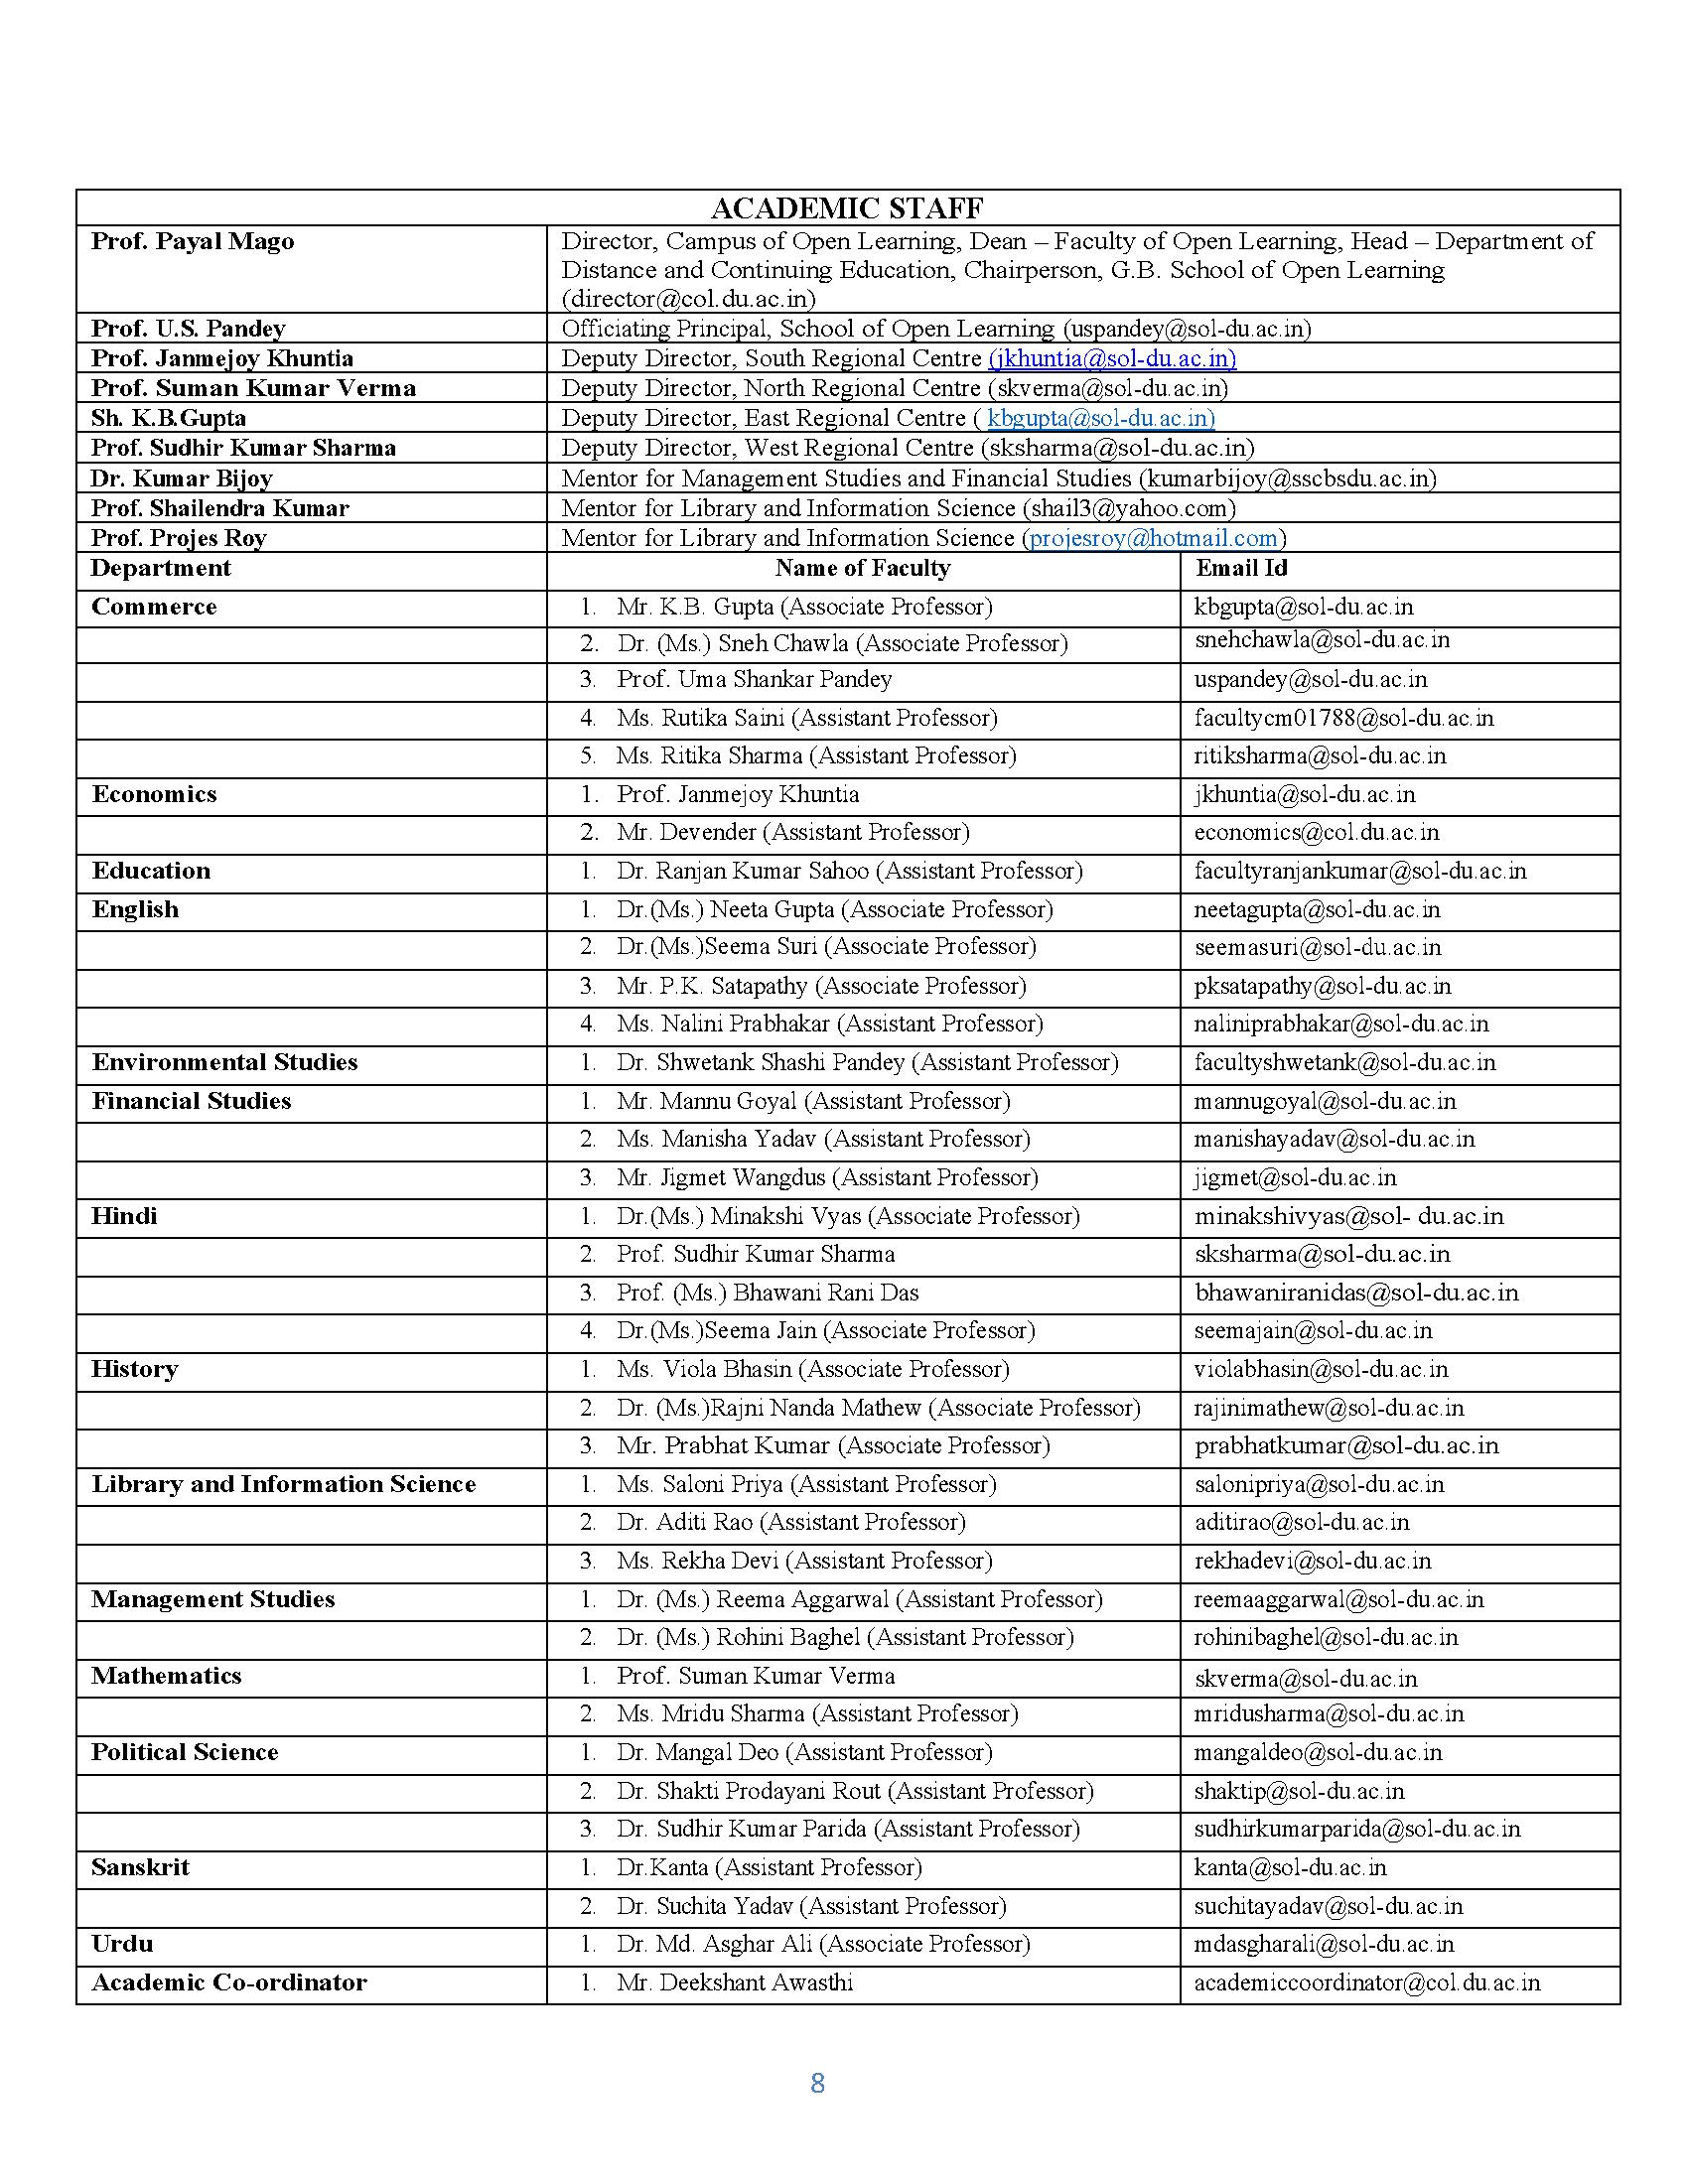 ACADEMIC STAFF
Prof. Payal Mago
Director, Campus of Open Learning, Dean – Faculty of Open Learning, Head – Department of
Distance and Continuing Education, Chairperson, G.B. School of Open Learning
(director@col.du.ac.in)
Prof. U.S. Pandey Officiating Principal, School of Open Learning (uspandey@sol-du.ac.in)
Prof. Janmejoy Khuntia Deputy Director, South Regional Centre (jkhuntia@sol-du.ac.in)
Prof. Suman Kumar Verma Deputy Director, North Regional Centre (skverma@sol-du.ac.in)
Sh. K.B.Gupta Deputy Director, East Regional Centre ( kbgupta@sol-du.ac.in)
Prof. Sudhir Kumar Sharma Deputy Director, West Regional Centre (sksharma@sol-du.ac.in)
Dr. Kumar Bijoy Mentor for Management Studies and Financial Studies (kumarbijoy@sscbsdu.ac.in)
Prof. Shailendra Kumar Mentor for Library and Information Science (shail3@yahoo.com)
Prof. Projes Roy Mentor for Library and Information Science (projesroy@hotmail.com)
Department Name of Faculty Email Id
Commerce 1. Mr. K.B. Gupta (Associate Professor) kbgupta@sol-du.ac.in
2. Dr. (Ms.) Sneh Chawla (Associate Professor) snehchawla@sol-du.ac.in
3. Prof. Uma Shankar Pandey uspandey@sol-du.ac.in
4. Ms. Rutika Saini (Assistant Professor) facultycm01788@sol-du.ac.in
5. Ms. Ritika Sharma (Assistant Professor) ritiksharma@sol-du.ac.in
Economics 1. Prof. Janmejoy Khuntia jkhuntia@sol-du.ac.in
2. Mr. Devender (Assistant Professor) economics@col.du.ac.in
Education 1. Dr. Ranjan Kumar Sahoo (Assistant Professor) facultyranjankumar@sol-du.ac.in
English 1. Dr.(Ms.) Neeta Gupta (Associate Professor) neetagupta@sol-du.ac.in
2. Dr.(Ms.)Seema Suri (Associate Professor) seemasuri@sol-du.ac.in
3. Mr. P.K. Satapathy (Associate Professor) pksatapathy@sol-du.ac.in
4. Ms. Nalini Prabhakar (Assistant Professor) naliniprabhakar@sol-du.ac.in
Environmental Studies 1. Dr. Shwetank Shashi Pandey (Assistant Professor) facultyshwetank@sol- du.ac.in
Financial Studies 1. Mr. Mannu Goyal (Assistant Professor) mannugoyal@sol-du.ac.in
2. Ms. Manisha Yadav (Assistant Professor) manishayadav@sol-du.ac.in
3. Mr. Jigmet Wangdus (Assistant Professor) jigmet@sol-du.ac.in
Hindi 1. Dr.(Ms.) Minakshi Vyas (Associate Professor) minakshivyas@sol- du.ac.in
2. Prof. Sudhir Kumar Sharma sksharma@sol-du.ac.in
3. Prof. (Ms.) Bhawani Rani Das bhawaniranidas@sol-du.ac.in
4. Dr.(Ms.)Seema Jain (Associate Professor) seemajain@sol-du.ac.in
History 1. Ms. Viola Bhasin (Associate Professor) violabhasin@sol-du.ac.in
2. Dr. (Ms.)Rajni Nanda Mathew (Associate Professor) rajinimathew@sol-du.ac.in
3. Mr. Prabhat Kumar (Associate Professor) prabhatkumar@sol-du.ac.in
Library and Information Science 1. Ms. Saloni Priya (Assistant Professor) salonipriya@sol-du.ac.in
2. Dr. Aditi Rao (Assistant Professor) aditirao@sol-du.ac.in
3. Ms. Rekha Devi (Assistant Professor) rekhadevi@sol-du.ac.in
Management Studies 1. Dr. (Ms.) Reema Aggarwal (Assistant Professor) reemaaggarwal@sol-du.ac.in
2. Dr. (Ms.) Rohini Baghel (Assistant Professor) rohinibaghel@sol-du.ac.in
Mathematics 1. Prof. Suman Kumar Verma skverma@sol-du.ac.in
2. Ms. Mridu Sharma (Assistant Professor) mridusharma@sol-du.ac.in
Political Science 1. Dr. Mangal Deo (Assistant Professor) mangaldeo@sol-du.ac.in
2. Dr. Shakti Prodayani Rout (Assistant Professor) shaktip@sol-du.ac.in
3. Dr. Sudhir Kumar Parida (Assistant Professor) sudhirkumarparida@sol-du.ac.in
Sanskrit 1. Dr.Kanta (Assistant Professor) kanta@sol-du.ac.in
2. Dr. Suchita Yadav (Assistant Professor) suchitayadav@sol-du.ac.in
Urdu 1. Dr. Md. Asghar Ali (Associate Professor) mdasgharali@sol-du.ac.in
Academic Co-ordinator 1. Mr. Deekshant Awasthi academiccoordinator@col.du.ac.in
8